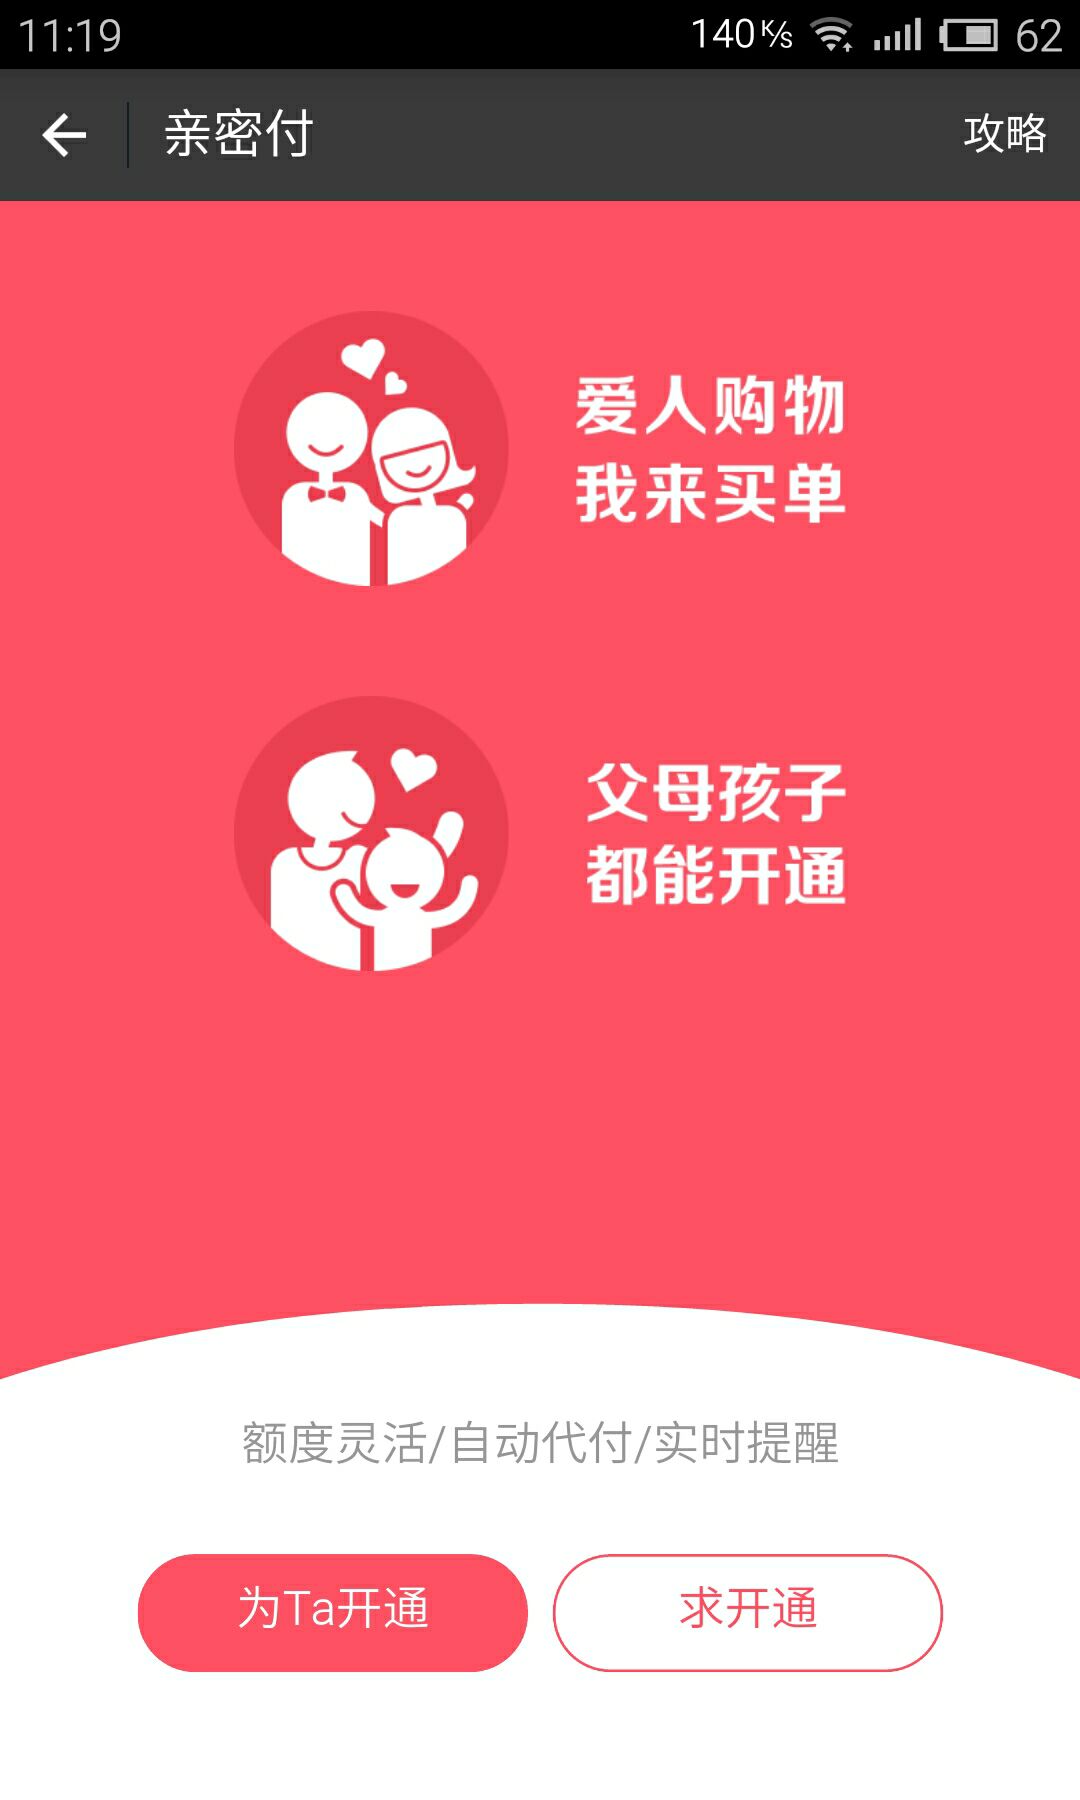 11:19
140 K/s
62
亲密付
攻略
爱人购物
我来买单
父母孩子
都能开通
额度灵活/自动代付/实时提醒
为Ta开通
求开通